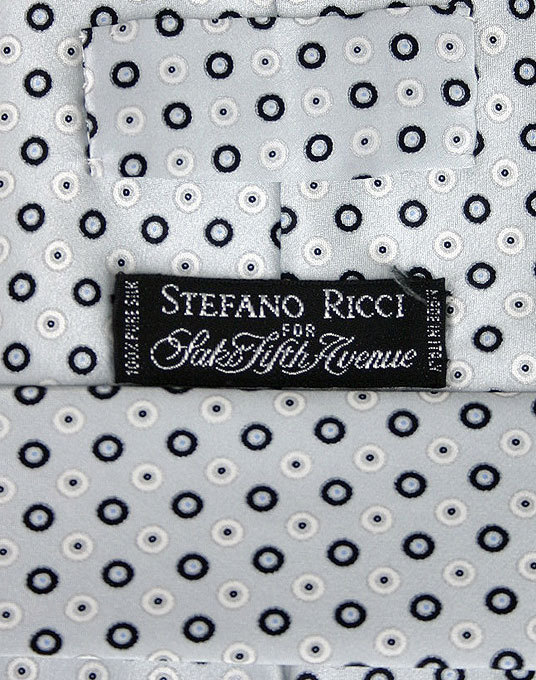 STEFANO RICCI
FOR
Saks Fifth Avenue
100% PURE SILK
MADE IN ITALY